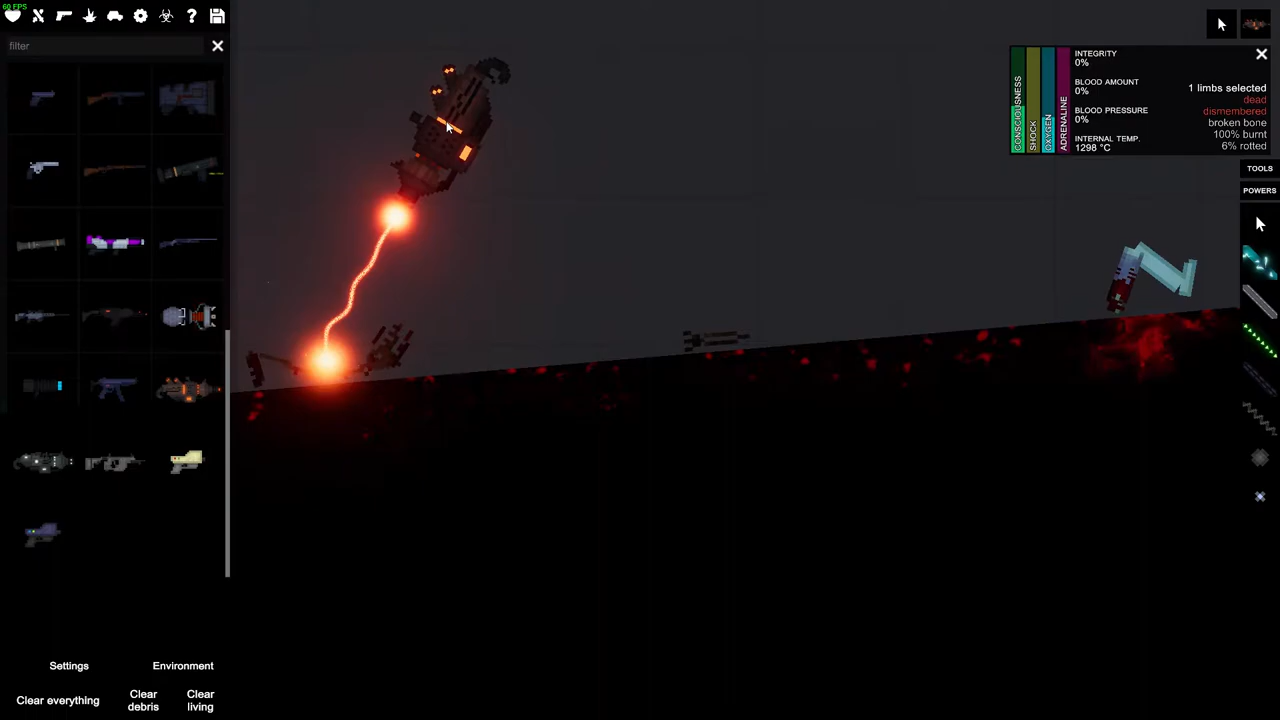 60 FPS
filter
INTEGRITY
0%
BLOOD AMOUNT
0%
BLOOD PRESSURE
0%
INTERNAL TEMP.
1298 °C
CONSCIOUSNESS
SHOCK
OXYGEN
ADRENALINE
1 limbs selected
dead
dismembered
broken bone
100% burnt
6% rotted
TOOLS
POWERS
Settings
Environment
Clear everything
Clear
debris
Clear
living